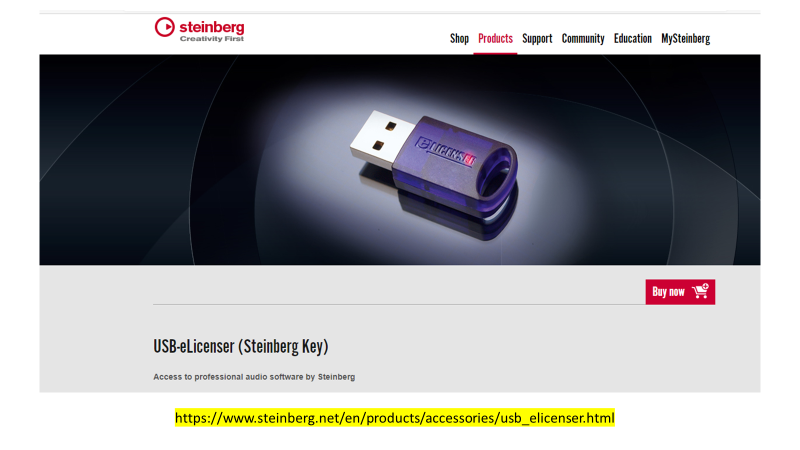 steinberg
Creativity First
Shop Products Support Community Education MySteinberg
eLICENSER
Buy now
USB-eLicenser (Steinberg Key)
Access to professional audio software by Steinberg
https://www.steinberg.net/en/products/accessories/usb_elicenser.html